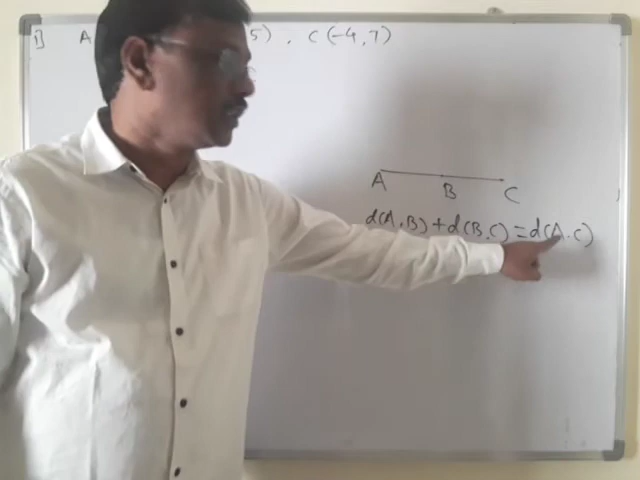 B A 5) , C (-4, 7)
A B C
d(A, B) + d(B, C) = d(A, C)